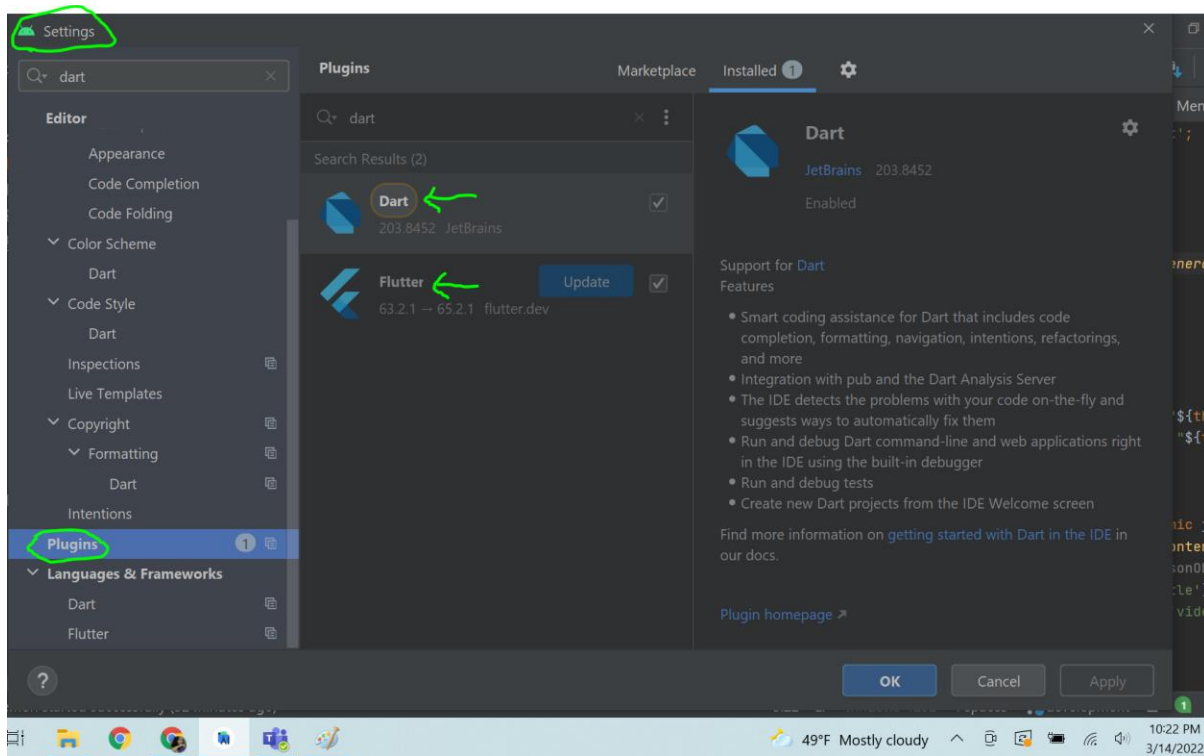 Settings
dart
Editor
Appearance
Code Completion
Code Folding
Color Scheme
Dart
Code Style
Dart
Inspections
Live Templates
Copyright
Formatting
Dart
Intentions
Plugins 1
Languages & Frameworks
Dart
Flutter
?
Plugins
Marketplace Installed 1
dart
Search Results (2)
Dart
203.8452 JetBrains
Flutter Update
63.2.1 → 65.2.1 flutter.dev
Dart
JetBrains 203.8452
Enabled
Support for Dart
Features
• Smart coding assistance for Dart that includes code
completion, formatting, navigation, intentions, refactorings,
and more
• Integration with pub and the Dart Analysis Server
• The IDE detects the problems with your code on-the-fly and
suggests ways to automatically fix them
• Run and debug Dart command-line and web applications right
in the IDE using the built-in debugger
• Run and debug tests
• Create new Dart projects from the IDE Welcome screen
Find more information on getting started with Dart in the IDE in
our docs.
Plugin homepage
OK Cancel Apply
1
49°F Mostly cloudy
10:22 PM